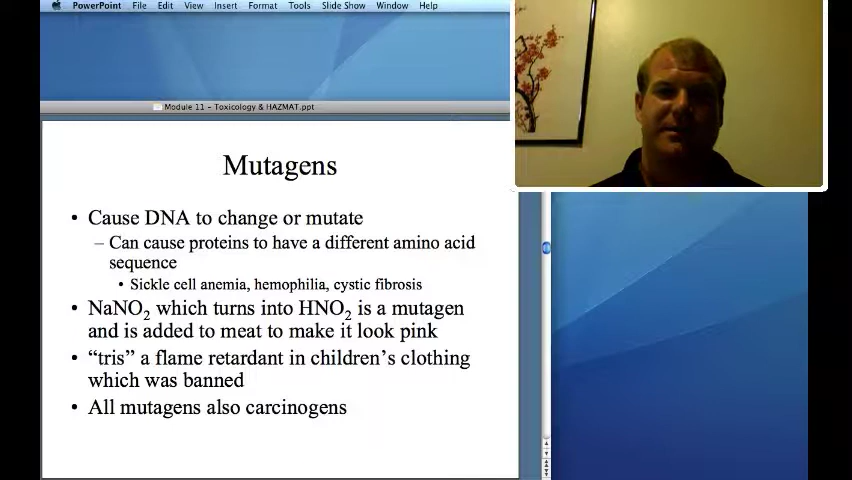 PowerPoint File Edit View Insert Format Tools Slide Show Window Help
Module 11 - Toxicology & HAZMAT.ppt
Mutagens
• Cause DNA to change or mutate
– Can cause proteins to have a different amino acid
sequence
• Sickle cell anemia, hemophilia, cystic fibrosis
• NaNO2 which turns into HNO2 is a mutagen
and is added to meat to make it look pink
• “tris” a flame retardant in children’s clothing
which was banned
• All mutagens also carcinogens